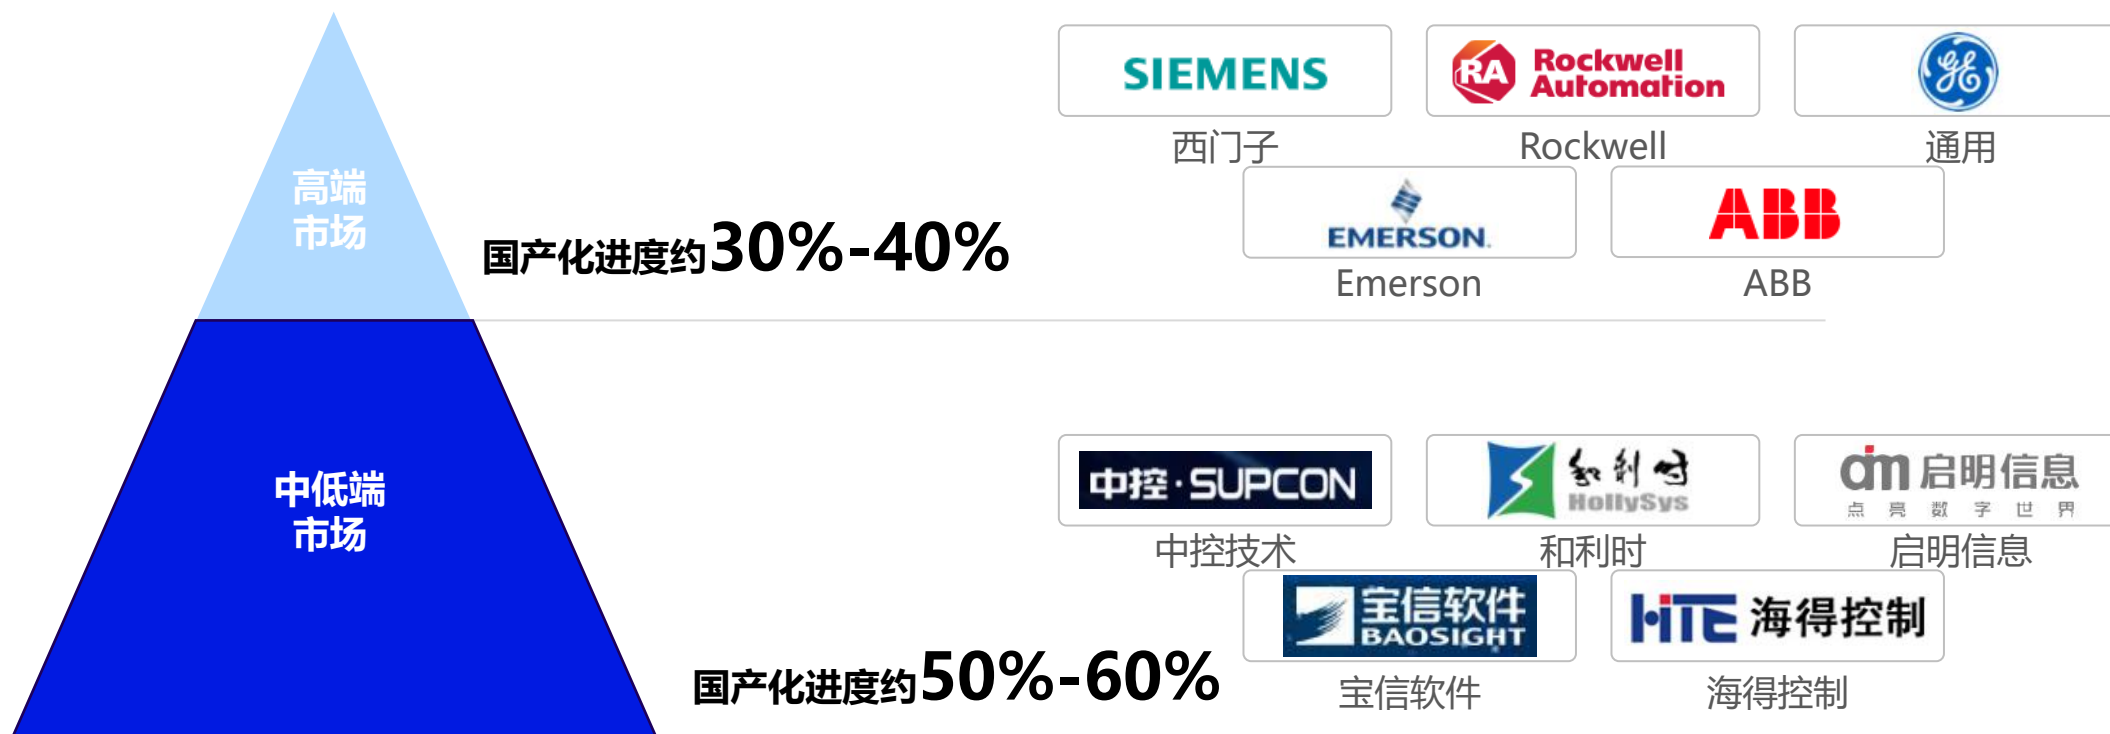 SIEMENS
RA Rockwell
Automation
GE
西门子
Rockwell
通用
高端
市场
国产化进度约30%-40%
EMERSON.
ABB
Emerson
ABB
中低端
市场
中控·SUPCON
和利时
HollySys
启明信息
点亮数字世界
中控技术
和利时
启明信息
宝信软件
BAOSIGHT
HiTE 海得控制
国产化进度约50%-60%
宝信软件
海得控制